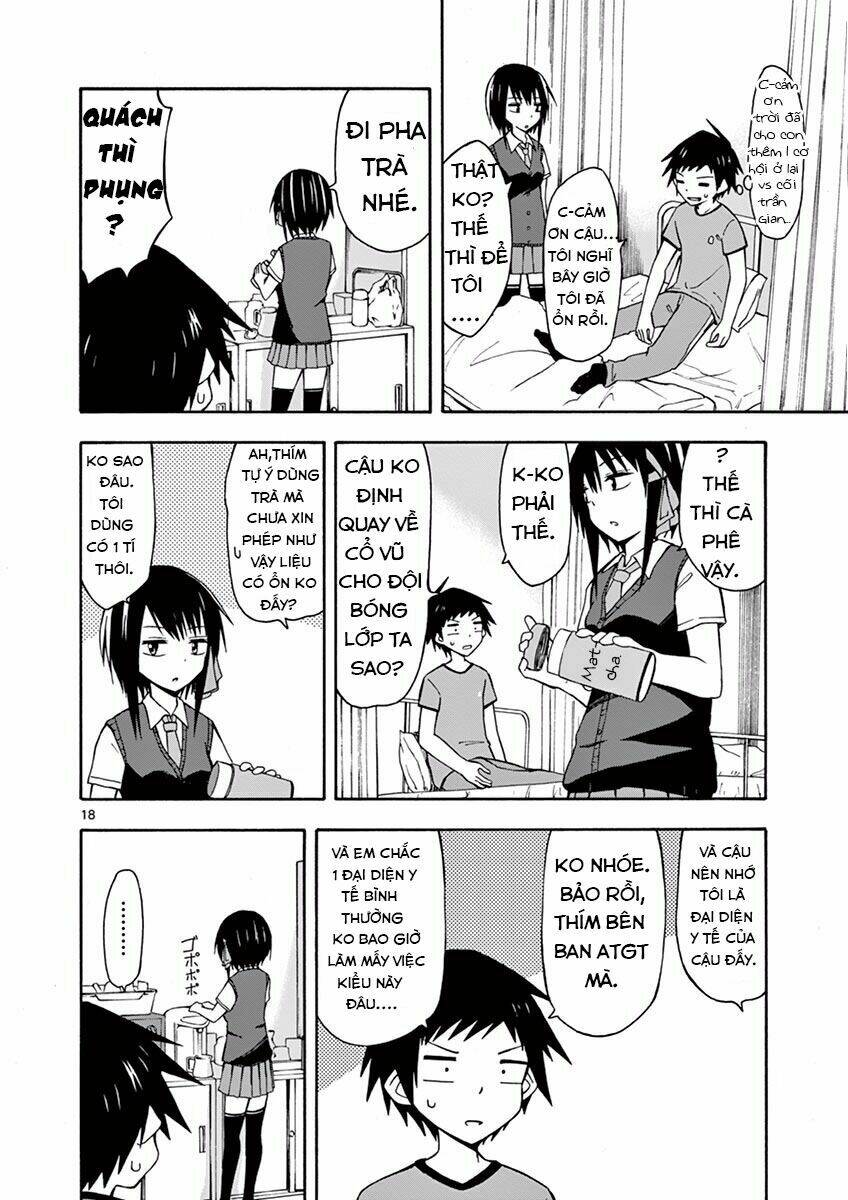 C-cảm
ơn
trời đã
cho con
thêm 1 cơ
hội ở lại
vs cõi
trần
gian...
C-CẢM
ƠN CẬU...
TÔI NGHĨ
BÂY GIỜ
TÔI ĐÃ
ỔN RỒI.
THẬT
KO?
THẾ
THÌ ĐỂ
TÔI
....
ĐI PHA
TRÀ
NHÉ.
QUÁCH
THÌ
PHỤNG
?
?
THẾ
THÌ CÀ
PHÊ
VẬY.
K-KO
PHẢI
THẾ.
CẬU KO
ĐỊNH
QUAY VỀ
CỔ VŨ
CHO ĐỘI
BÓNG
LỚP TA
SAO?
Mat-
cha
AH,THÍM
TỰ Ý DÙNG
TRÀ MÀ
CHƯA XIN
PHÉP NHƯ
VẬY LIỆU
CÓ ỔN KO
ĐẤY?
KO SAO
ĐÂU.
TÔI
DÙNG
CÓ 1 TÍ
THÔI.
18
VÀ CẬU
NÊN NHỚ
TÔI LÀ
ĐẠI DIỆN
Y TẾ CỦA
CẬU ĐẤY.
KO NHÓE.
BẢO RỒI,
THÍM BÊN
BAN ATGT
MÀ.
VÀ EM CHẮC
1 ĐẠI DIỆN Y
TẾ BÌNH
THƯỜNG
KO BAO GIỜ
LÀM MẤY VIỆC
KIỂU NÀY
ĐÂU....
ゴポポポ
........